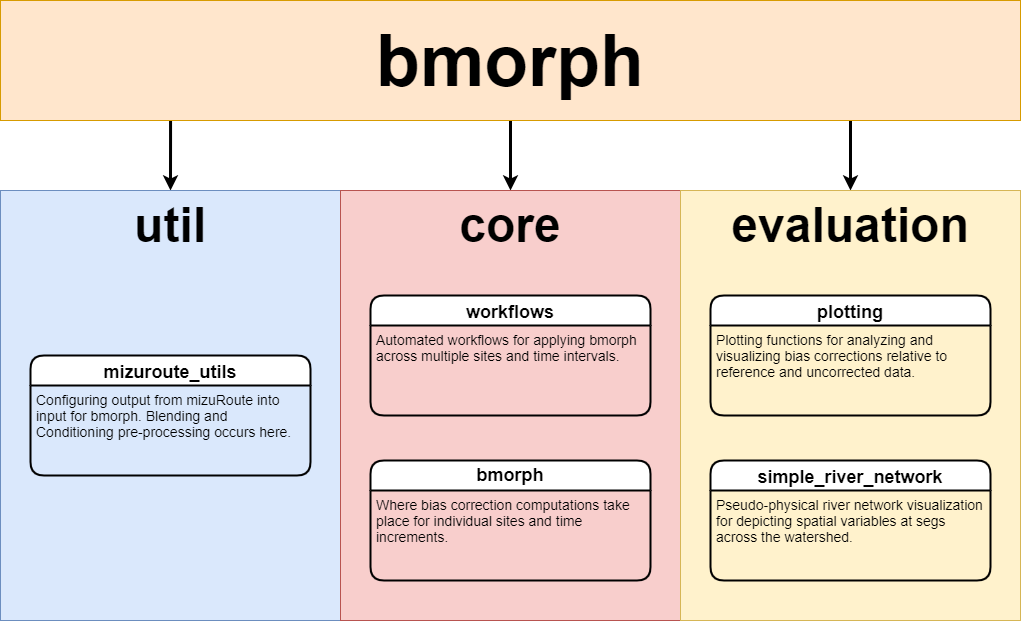 bmorph
util
mizuroute_utils
Configuring output from mizuRoute into
input for bmorph. Blending and
Conditioning pre-processing occurs here.
core
workflows
Automated workflows for applying bmorph
across multiple sites and time intervals.
bmorph
Where bias correction computations take
place for individual sites and time
increments.
evaluation
plotting
Plotting functions for analyzing and
visualizing bias corrections relative to
reference and uncorrected data.
simple_river_network
Pseudo-physical river network visualization
for depicting spatial variables at segs
across the watershed.